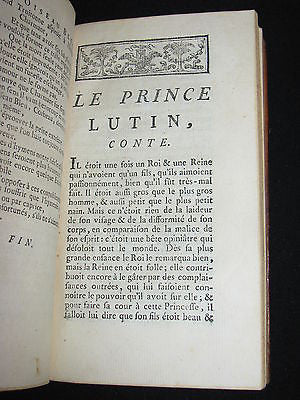 OISEAU B
FIN.
LE PRINCE
LUTIN,
CONTE.
IL étoit une fois un Roi & une Reine
qui n'avoient qu'un fils, qu'ils aimoient
passionnément, bien qu'il fût très-mal
fait. Il étoit aussi gros que le plus gros
homme, & aussi petit que le plus petit
nain. Mais ce n'étoit rien de la laideur
de son visage & de la difformité de son
corps, en comparaison de la malice de
son esprit : c'étoit une bête opiniâtre qui
désoloit tout le monde. Dès sa plus
grande enfance le Roi le remarqua bien,
mais la Reine en étoit folle ; elle contri-
buoit encore à le gâter par des complai-
sances outrées, qui lui faisoient con-
noître le pouvoir qu'il avoit sur elle ; &
pour faire sa cour à cette Princesse, il
falloit lui dire que son fils étoit beau &